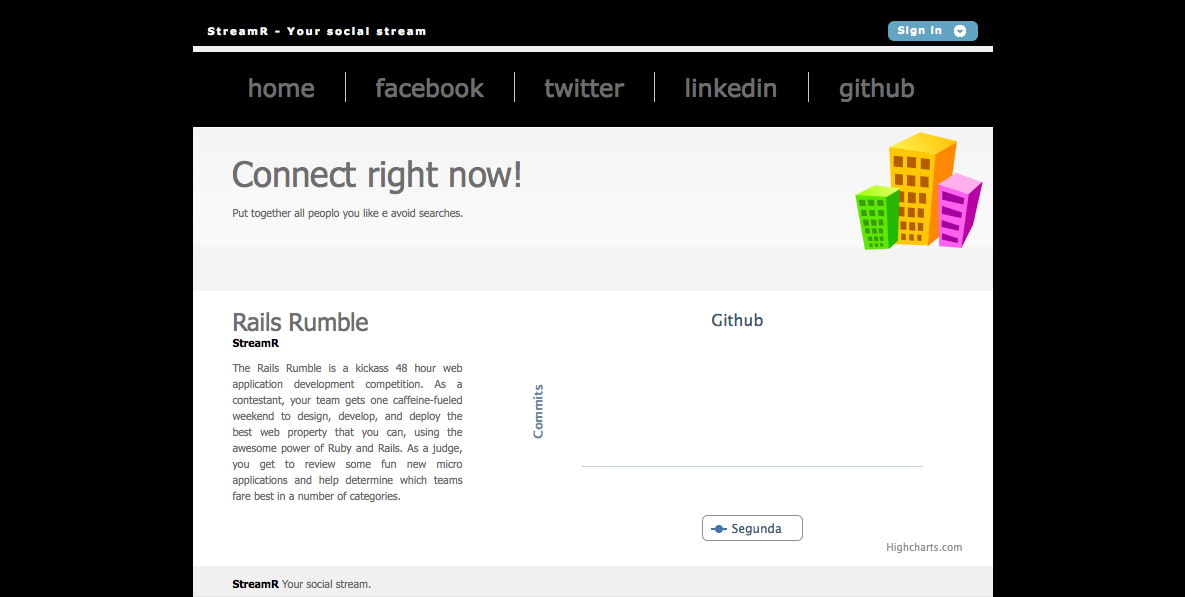 StreamR - Your social stream
Sign in
home
facebook
twitter
linkedin
github
Connect right now!
Put together all peoplo you like e avoid searches.
Rails Rumble
StreamR
The Rails Rumble is a kickass 48 hour web
application development competition. As a
contestant, your team gets one caffeine-fueled
weekend to design, develop, and deploy the
best web property that you can, using the
awesome power of Ruby and Rails. As a judge,
you get to review some fun new micro
applications and help determine which teams
fare best in a number of categories.
Github
Commits
Segunda
Highcharts.com
StreamR Your social stream.